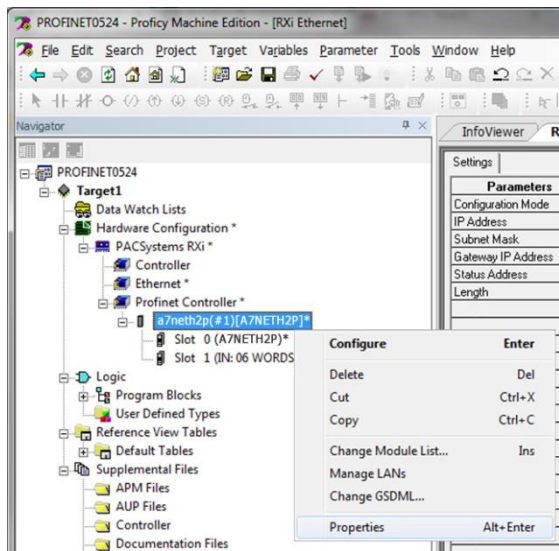 PROFINET0524 - Proficy Machine Edition - [RXi Ethernet]
File Edit Search Project Target Variables Parameter Tools Window Help
Navigator
InfoViewer
R
PROFINET0524
Target1
Data Watch Lists
Hardware Configuration *
PACSystems RXi *
Controller
Ethernet *
Profinet Controller *
a7neth2p(#1)[A7NETH2P]*
Slot 0 (A7NETH2P)*
Slot 1 (IN: 06 WORDS
Logic
Program Blocks
User Defined Types
Reference View Tables
Default Tables
Supplemental Files
APM Files
AUP Files
Controller
Documentation Files
Settings
Parameters
Configuration Mode
IP Address
Subnet Mask
Gateway IP Address
Status Address
Length
Configure Enter
Delete Del
Cut Ctrl+X
Copy Ctrl+C
Change Module List... Ins
Manage LANs
Change GSDML...
Properties Alt+Enter